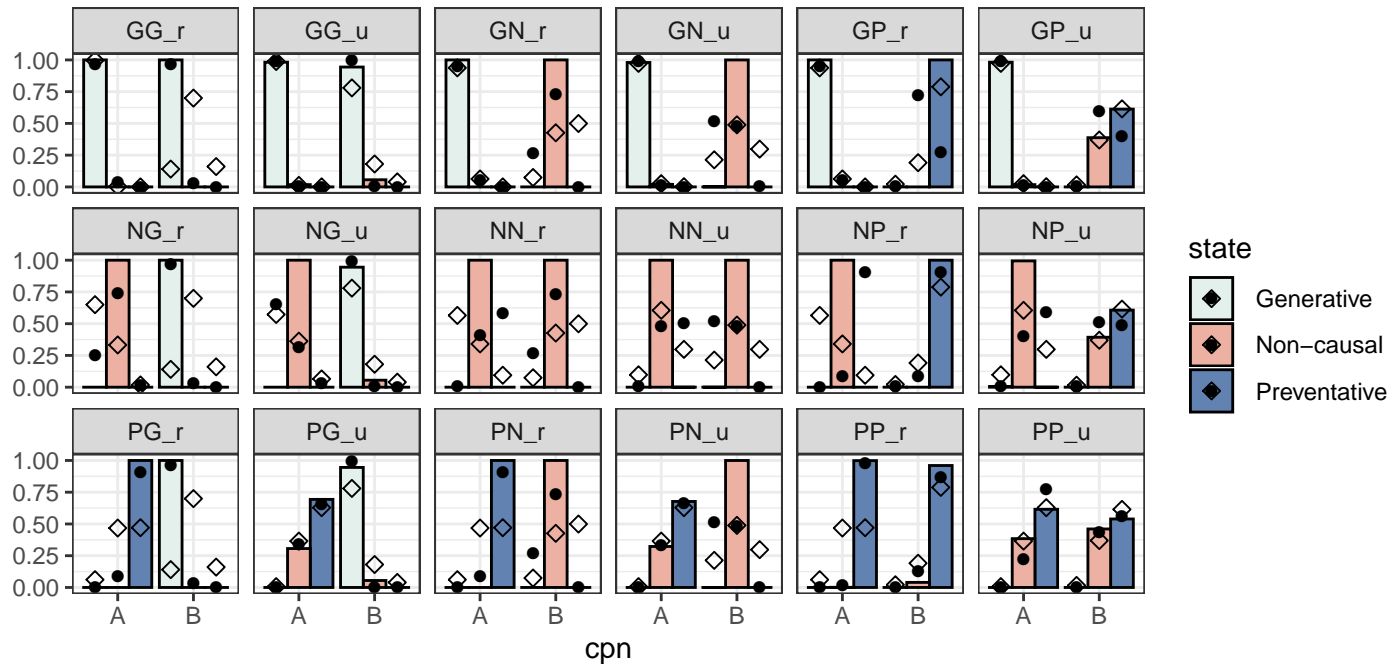 GG_r GG_u GN_r GN_u GP_r GP_u
1.00
0.75
0.50
0.25
0.00
NG_r NG_u NN_r NN_u NP_r NP_u
1.00
0.75
0.50
0.25
0.00
PG_r PG_u PN_r PN_u PP_r PP_u
1.00
0.75
0.50
0.25
0.00
A B A B A B A B A B A B
cpn
state
Generative
Non−causal
Preventative